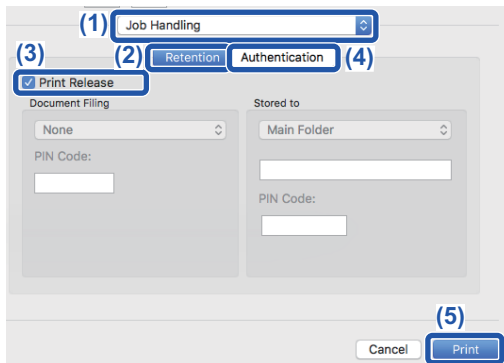 (1) Job Handling
(3) (2) Retention Authentication (4)
Print Release
Document Filing Stored to
None Main Folder
PIN Code:
PIN Code:
(5)
Cancel Print